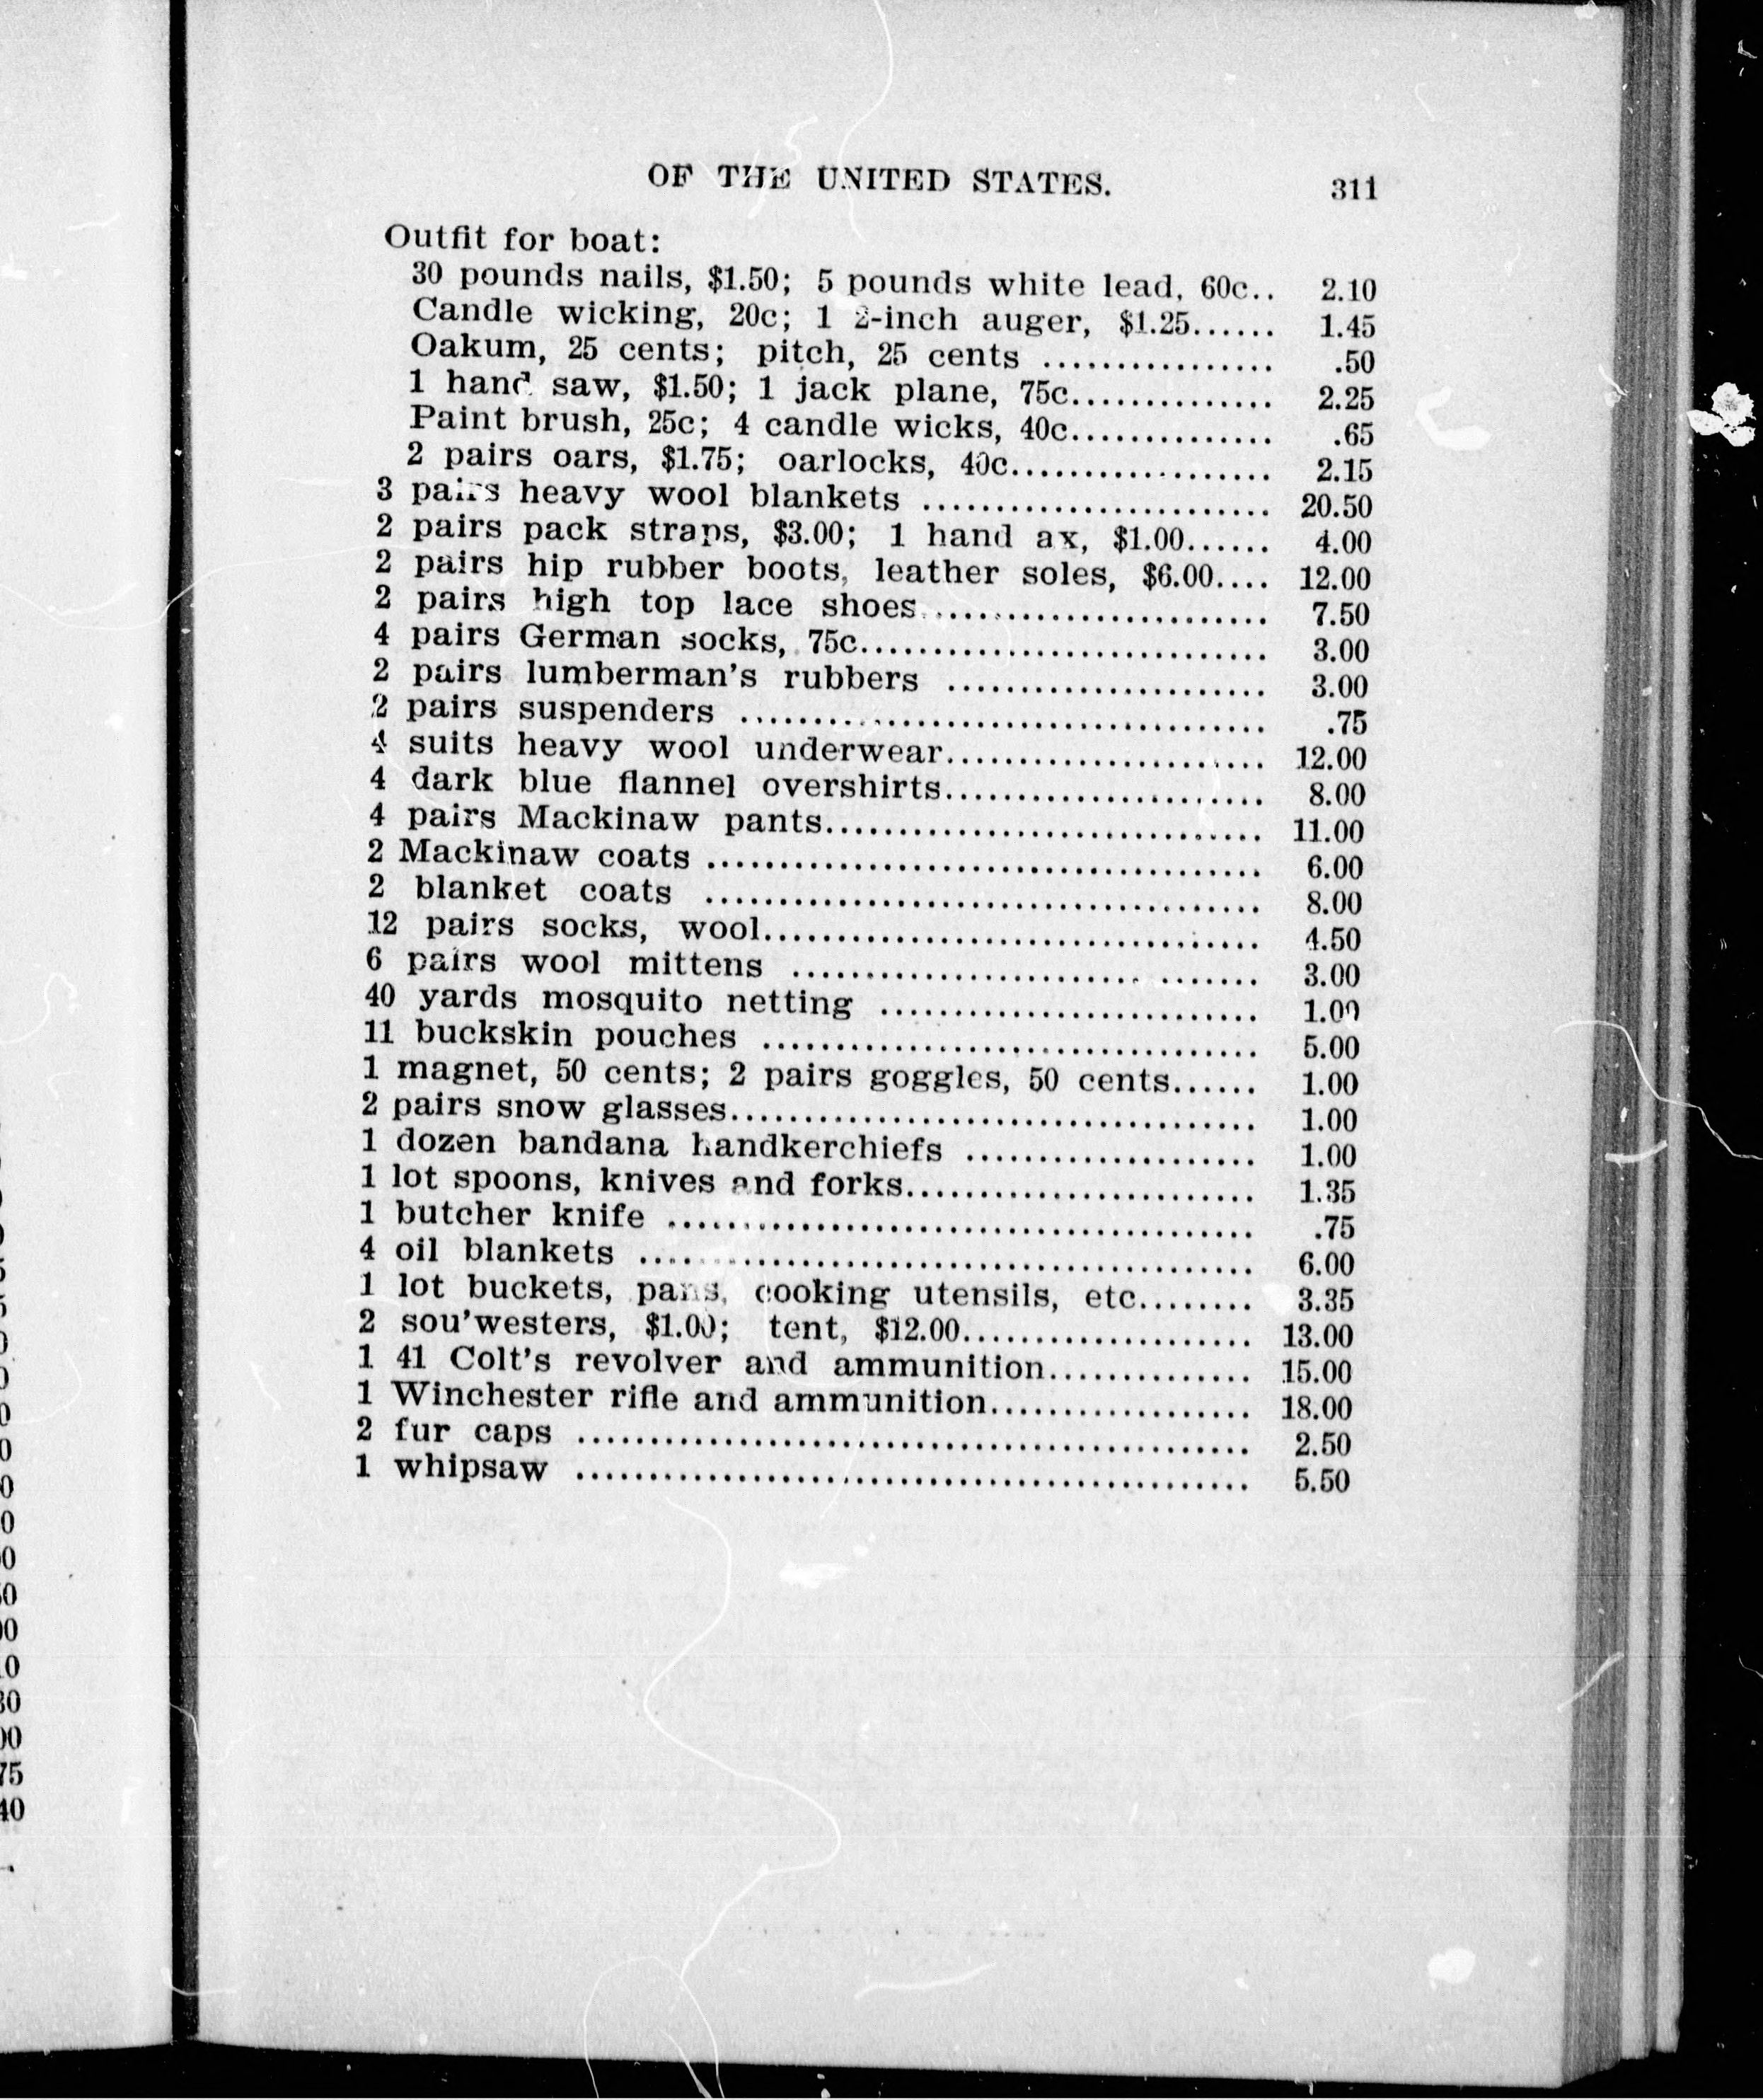 OF THE UNITED STATES. 311
Outfit for boat:
30 pounds nails, $1.50; 5 pounds white lead, 60c.. 2.10
Candle wicking, 20c; 1 2-inch auger, $1.25...... 1.45
Oakum, 25 cents; pitch, 25 cents ................ .50
1 hand saw, $1.50; 1 jack plane, 75c.............. 2.25
Paint brush, 25c; 4 candle wicks, 40c.............. .65
2 pairs oars, $1.75; oarlocks, 40c.................. 2.15
3 pairs heavy wool blankets ........................ 20.50
2 pairs pack straps, $3.00; 1 hand ax, $1.00...... 4.00
2 pairs hip rubber boots, leather soles, $6.00.... 12.00
2 pairs high top lace shoes........................ 7.50
4 pairs German socks, 75c............................ 3.00
2 pairs lumberman's rubbers ...................... 3.00
2 pairs suspenders .................................... .75
4 suits heavy wool underwear...................... 12.00
4 dark blue flannel overshirts...................... 8.00
4 pairs Mackinaw pants.............................. 11.00
2 Mackinaw coats ...................................... 6.00
2 blanket coats ...................................... 8.00
12 pairs socks, wool.................................. 4.50
6 pairs wool mittens ................................ 3.00
40 yards mosquito netting .......................... 1.00
11 buckskin pouches .................................. 5.00
1 magnet, 50 cents; 2 pairs goggles, 50 cents...... 1.00
2 pairs snow glasses.................................... 1.00
1 dozen bandana handkerchiefs .................... 1.00
1 lot spoons, knives and forks........................ 1.35
1 butcher knife ........................................ .75
4 oil blankets .......................................... 6.00
1 lot buckets, pans, cooking utensils, etc........ 3.35
2 sou'westers, $1.00; tent, $12.00.................... 13.00
1 41 Colt's revolver and ammunition.............. 15.00
1 Winchester rifle and ammunition.................. 18.00
2 fur caps .............................................. 2.50
1 whipsaw .............................................. 5.50